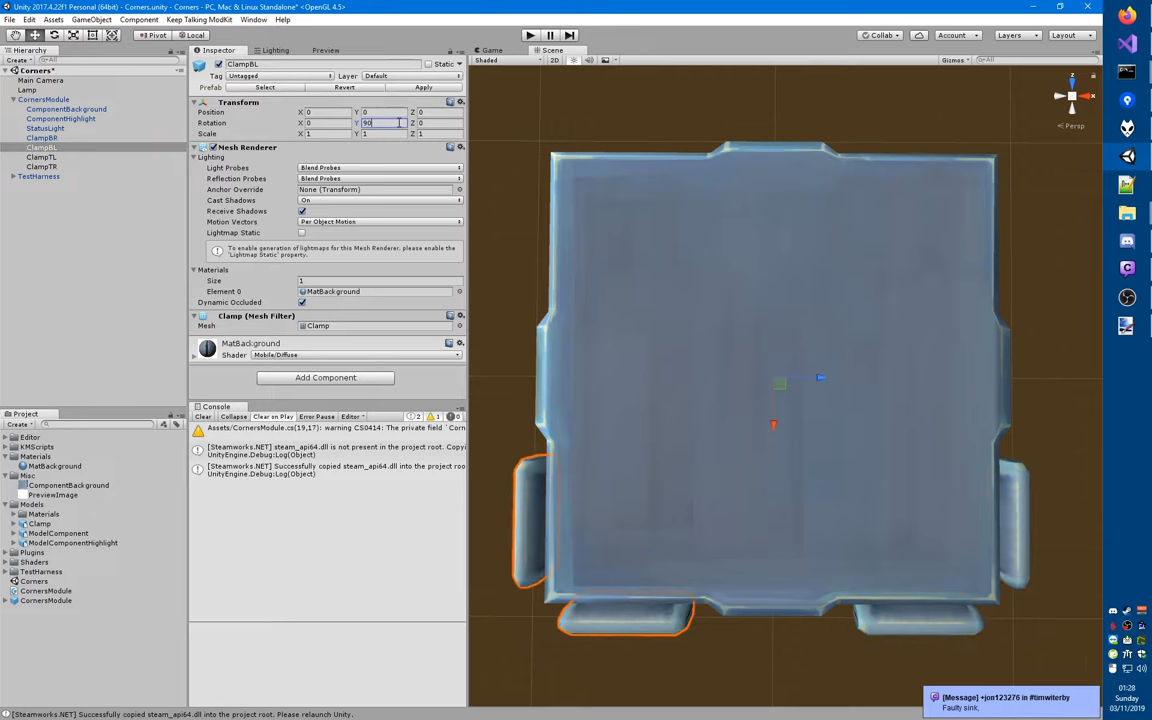 Unity 2017.4.22f1 Personal (64bit) - Corners.unity - Corners - PC, Mac & Linux Standalone* <OpenGL 4.5>
File Edit Assets GameObject Component Keep Talking ModKit Window Help
Pivot Local Collab Account Layers Layout
Hierarchy
Create All
Corners*
Main Camera
Lamp
CornersModule
ComponentBackground
ComponentHighlight
StatusLight
ClampBR
ClampBL
ClampTL
ClampTR
TestHarness
Inspector Lighting Preview
ClampBL Static
Tag Untagged Layer Default
Prefab Select Revert Apply
Transform
Position X 0 Y 0 Z 0
Rotation X 0 Y 90 Z 0
Scale X 1 Y 1 Z 1
Mesh Renderer
Lighting
Light Probes Blend Probes
Reflection Probes Blend Probes
Anchor Override None (Transform)
Cast Shadows On
Receive Shadows
Motion Vectors Per Object Motion
Lightmap Static
To enable generation of lightmaps for this Mesh Renderer, please enable the
'Lightmap Static' property.
Materials
Size 1
Element 0 MatBackground
Dynamic Occluded
Clamp (Mesh Filter)
Mesh Clamp
MatBackground
Shader Mobile/Diffuse
Add Component
Game Scene
Shaded 2D Gizmos All
z
x
Persp
Project
Create
Editor
KMScripts
Materials
MatBackground
Misc
ComponentBackground
PreviewImage
Models
Materials
Clamp
ModelComponent
ModelComponentHighlight
Plugins
Shaders
TestHarness
Corners
CornersModule
CornersModule
Console
Clear Collapse Clear on Play Error Pause Editor 2 1 0
Assets/CornersModule.cs(19,17): warning CS0414: The private field `Corn
[Steamworks.NET] steam_api64.dll is not present in the project root. Copyi
UnityEngine.Debug:Log(Object)
[Steamworks.NET] Successfully copied steam_api64.dll into the project roo
UnityEngine.Debug:Log(Object)
[Steamworks.NET] Successfully copied steam_api64.dll into the project root. Please relaunch Unity.
[Message] +jon123276 in #timwiterby
Faulty sink,
01:28
Sunday
03/11/2019